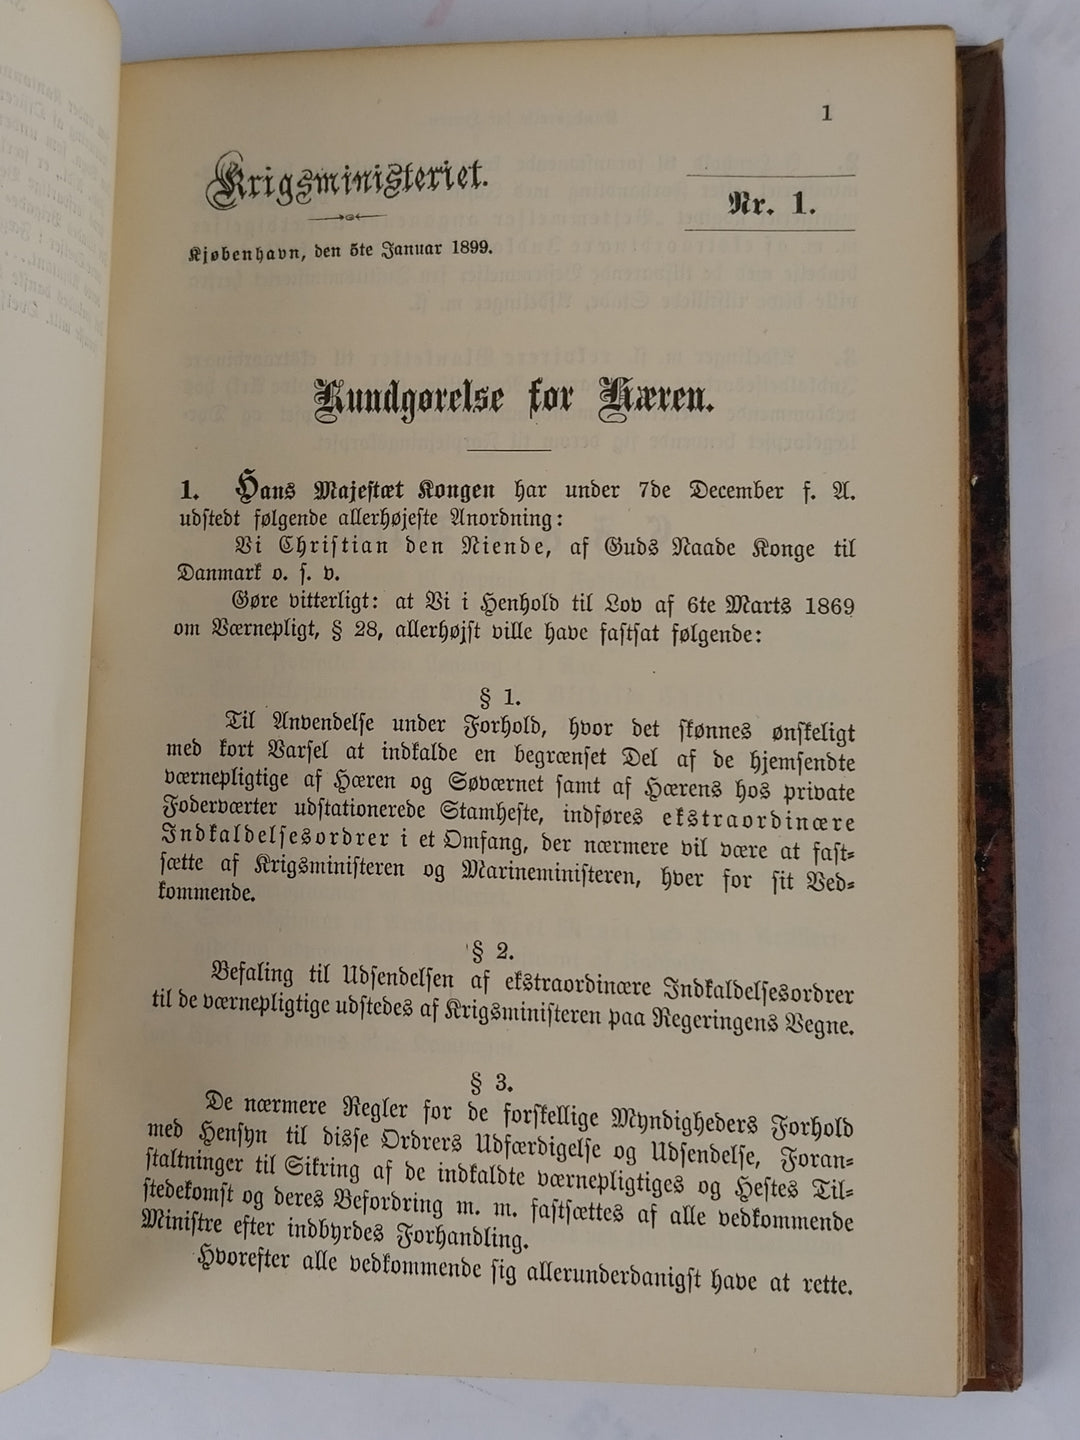 1
Krigsministeriet.
Nr. 1.
Kjøbenhavn, den 5te Januar 1899.
Kundgørelse for Hæren.
1. Hans Majestæt Kongen har under 7de December f. A.
udstedt følgende allerhøjeste Anordning:
Vi Christian den Niende, af Guds Naade Konge til
Danmark o. s. v.
Gøre vitterligt: at Vi i Henhold til Lov af 6te Marts 1869
om Værnepligt, § 28, allerhøjst ville have fastsat følgende:
§ 1.
Til Anvendelse under Forhold, hvor det skønnes ønskeligt
med kort Varsel at indkalde en begrænset Del af de hjemsendte
værnepligtige af Hæren og Søværnet samt af Hærens hos private
Foderværter udstationerede Stamheste, indføres ekstraordinære
Indkaldelsesordrer i et Omfang, der nærmere vil være at fast-
sætte af Krigsministeren og Marineministeren, hver for sit Ved-
kommende.
§ 2.
Befaling til Udsendelsen af ekstraordinære Indkaldelsesordrer
til de værnepligtige udstedes af Krigsministeren paa Regeringens Vegne.
§ 3.
De nærmere Regler for de forskellige Myndigheders Forhold
med Hensyn til disse Ordrers Udfærdigelse og Udsendelse, Foran-
staltninger til Sikring af de indkaldte værnepligtiges og Hestes Til-
stedekomst og deres Befordring m. m. fastsættes af alle vedkommende
Ministre efter indbyrdes Forhandling.
Hvorefter alle vedkommende sig allerunderdanigst have at rette.